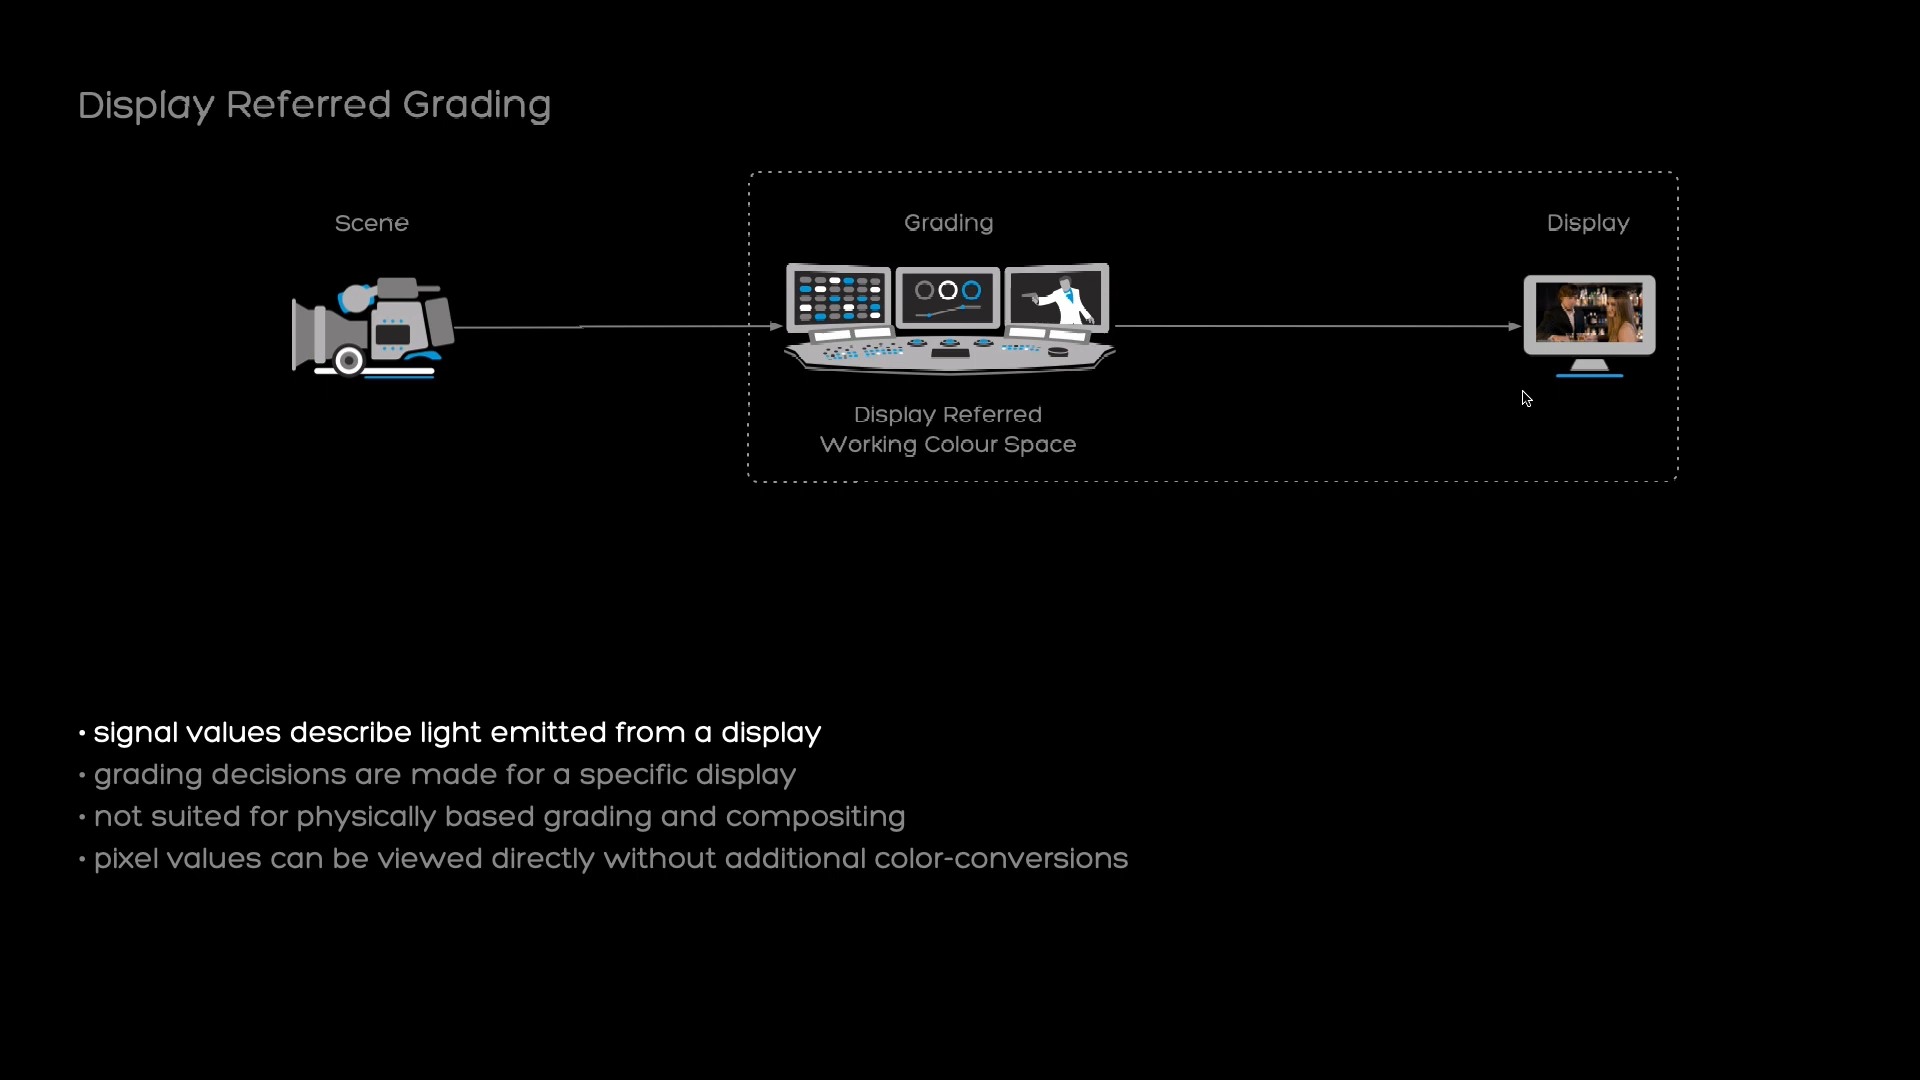 Display Referred Grading
Scene
Grading
Display
Display Referred
Working Colour Space
• signal values describe light emitted from a display
• grading decisions are made for a specific display
• not suited for physically based grading and compositing
• pixel values can be viewed directly without additional color-conversions